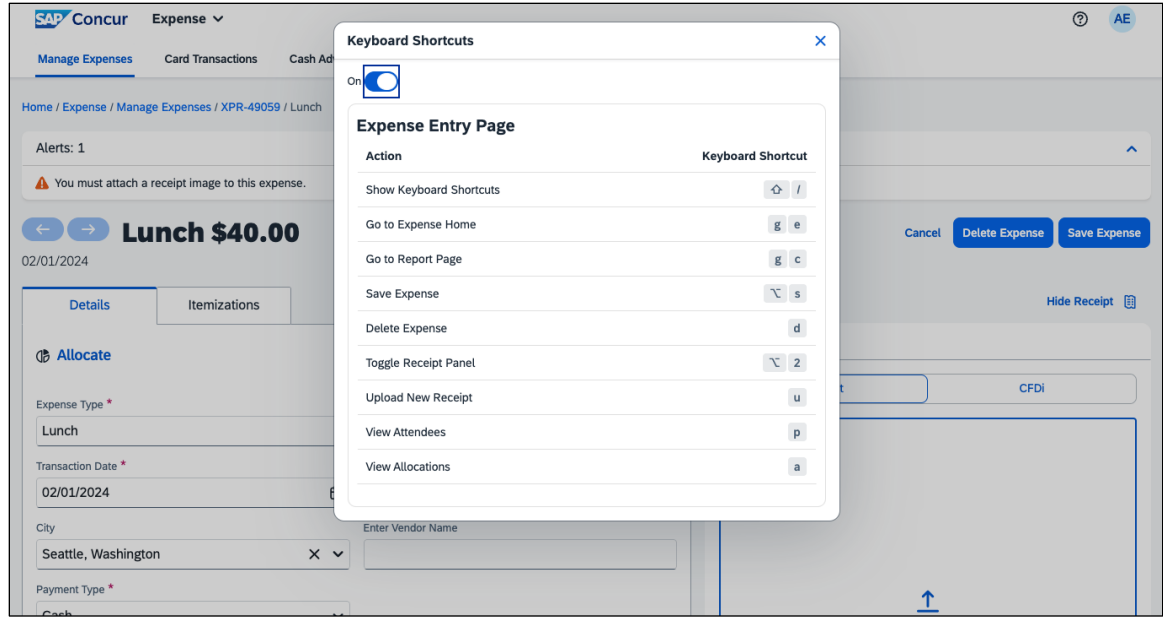 SAP Concur Expense
AE
Manage Expenses Card Transactions Cash
Keyboard Shortcuts
On
Home / Expense / Manage Expenses / XPR-49059 / Lunch
Alerts: 1
You must attach a receipt image to this expense.
Lunch $40.00
02/01/2024
Cancel Delete Expense Save Expense
Details Itemizations
Hide Receipt
Allocate
CFDi
Expense Type *
Lunch
Transaction Date *
02/01/2024
City
Seattle, Washington
Enter Vendor Name
Payment Type *
Cash
Expense Entry Page
Action Keyboard Shortcut
Show Keyboard Shortcuts ⇧ /
Go to Expense Home g e
Go to Report Page g c
Save Expense ⌥ s
Delete Expense d
Toggle Receipt Panel ⌥ 2
Upload New Receipt u
View Attendees p
View Allocations a